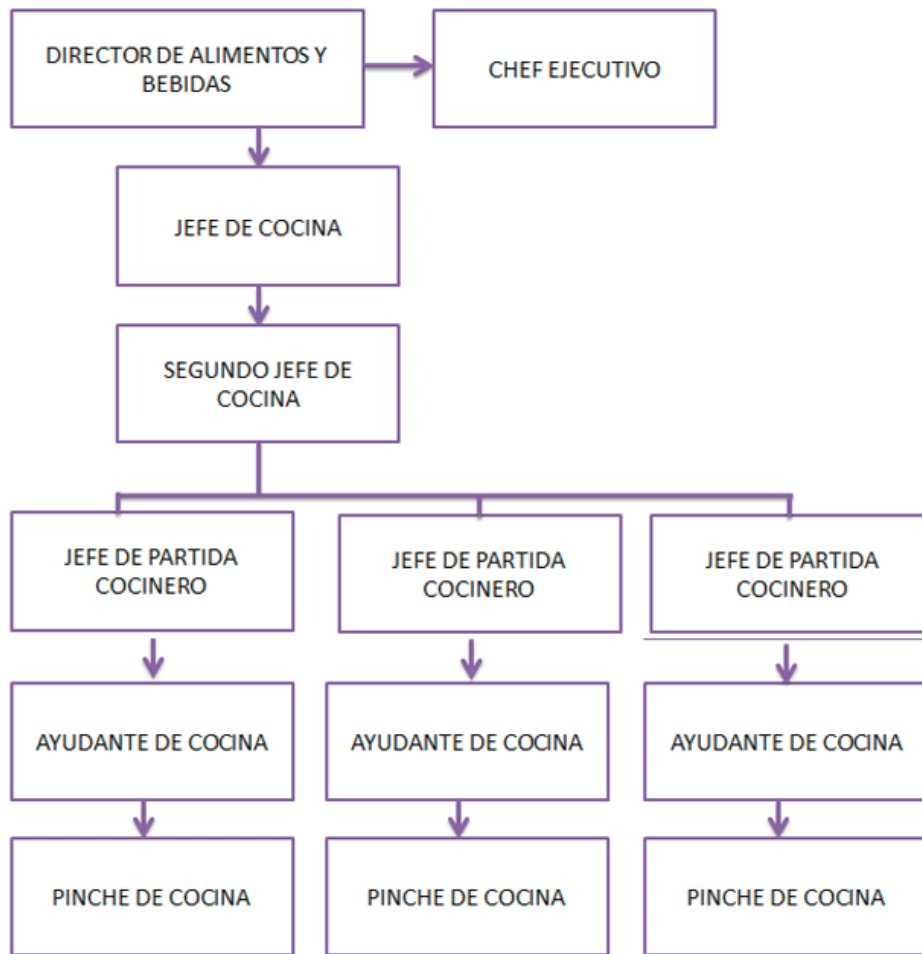 DIRECTOR DE ALIMENTOS Y
BEBIDAS
CHEF EJECUTIVO
JEFE DE COCINA
SEGUNDO JEFE DE
COCINA
JEFE DE PARTIDA
COCINERO
JEFE DE PARTIDA
COCINERO
JEFE DE PARTIDA
COCINERO
AYUDANTE DE COCINA
AYUDANTE DE COCINA
AYUDANTE DE COCINA
PINCHE DE COCINA
PINCHE DE COCINA
PINCHE DE COCINA